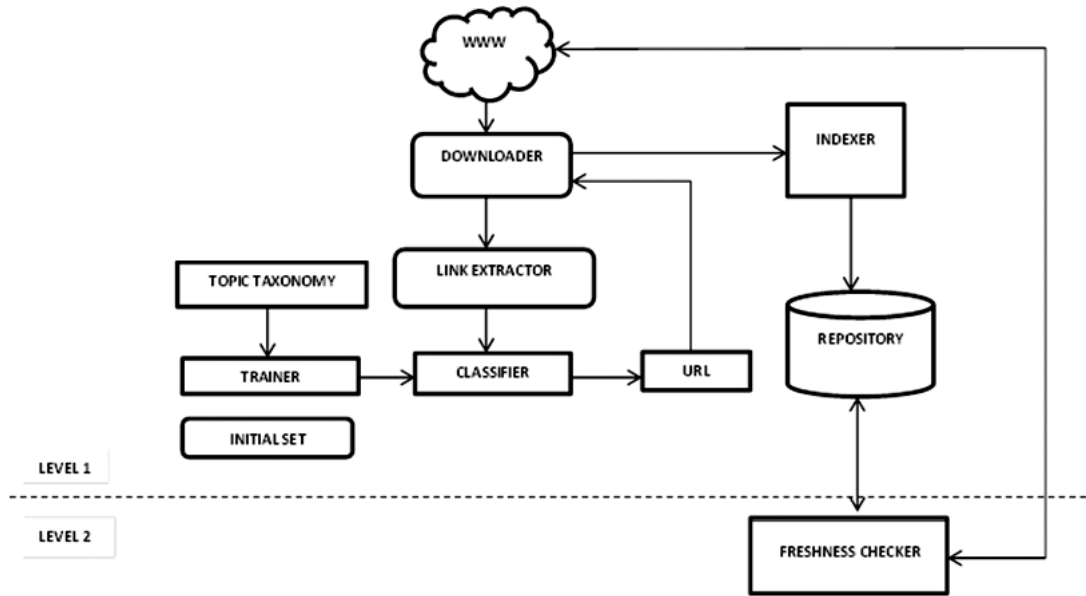 WWW
DOWNLOADER
INDEXER
LINK EXTRACTOR
TOPIC TAXONOMY
REPOSITORY
TRAINER
CLASSIFIER
URL
INITIAL SET
LEVEL 1
LEVEL 2
FRESHNESS CHECKER